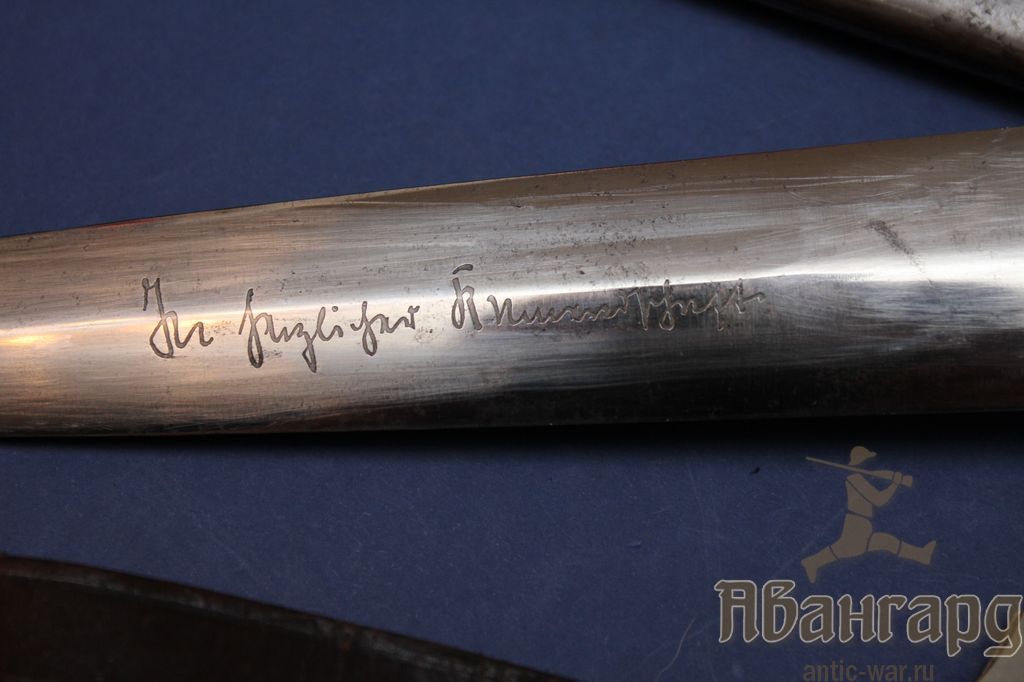 In herzlicher Kameradschaft
Авангард
antic-war.ru